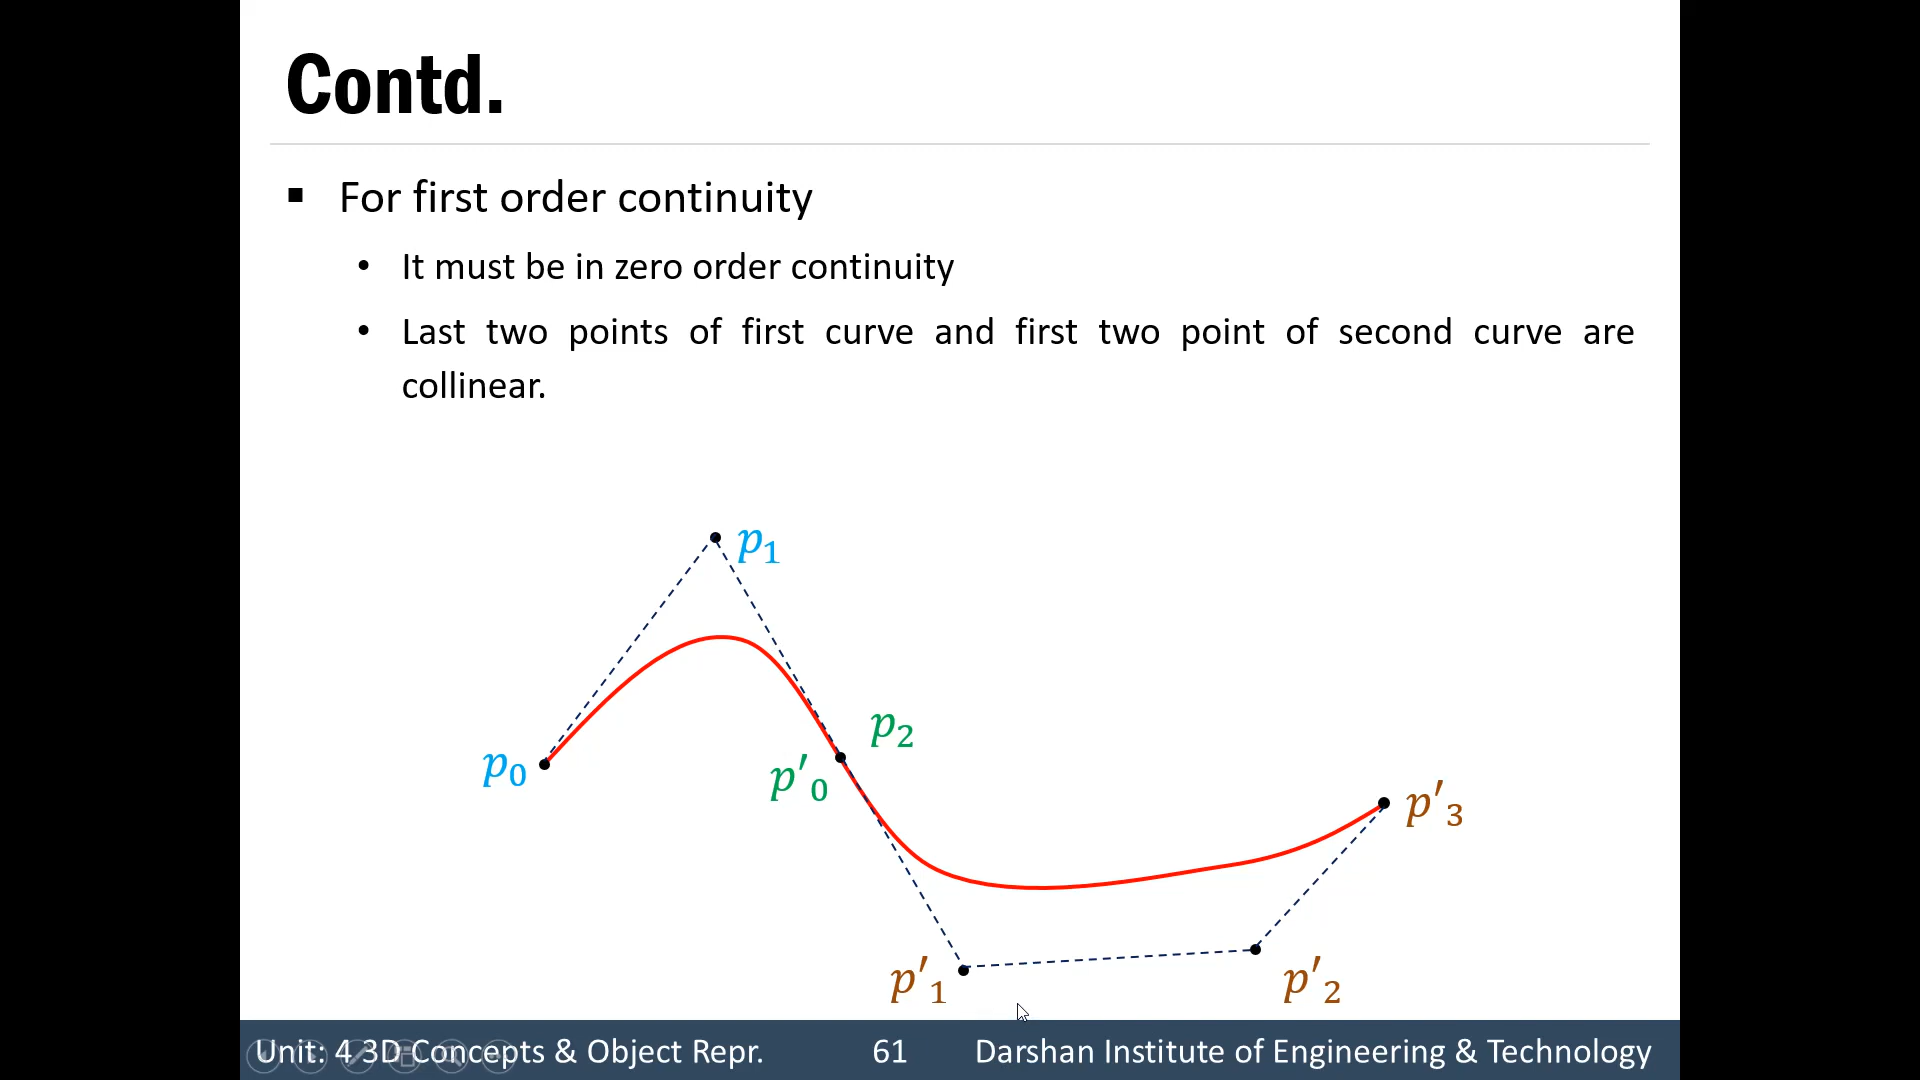 Contd.
For first order continuity
It must be in zero order continuity
Last two points of first curve and first two point of second curve are
collinear.
p1
p2
p0
p′0
p′3
p′1
p′2
Unit: 4 3D Concepts & Object Repr. 61 Darshan Institute of Engineering & Technology